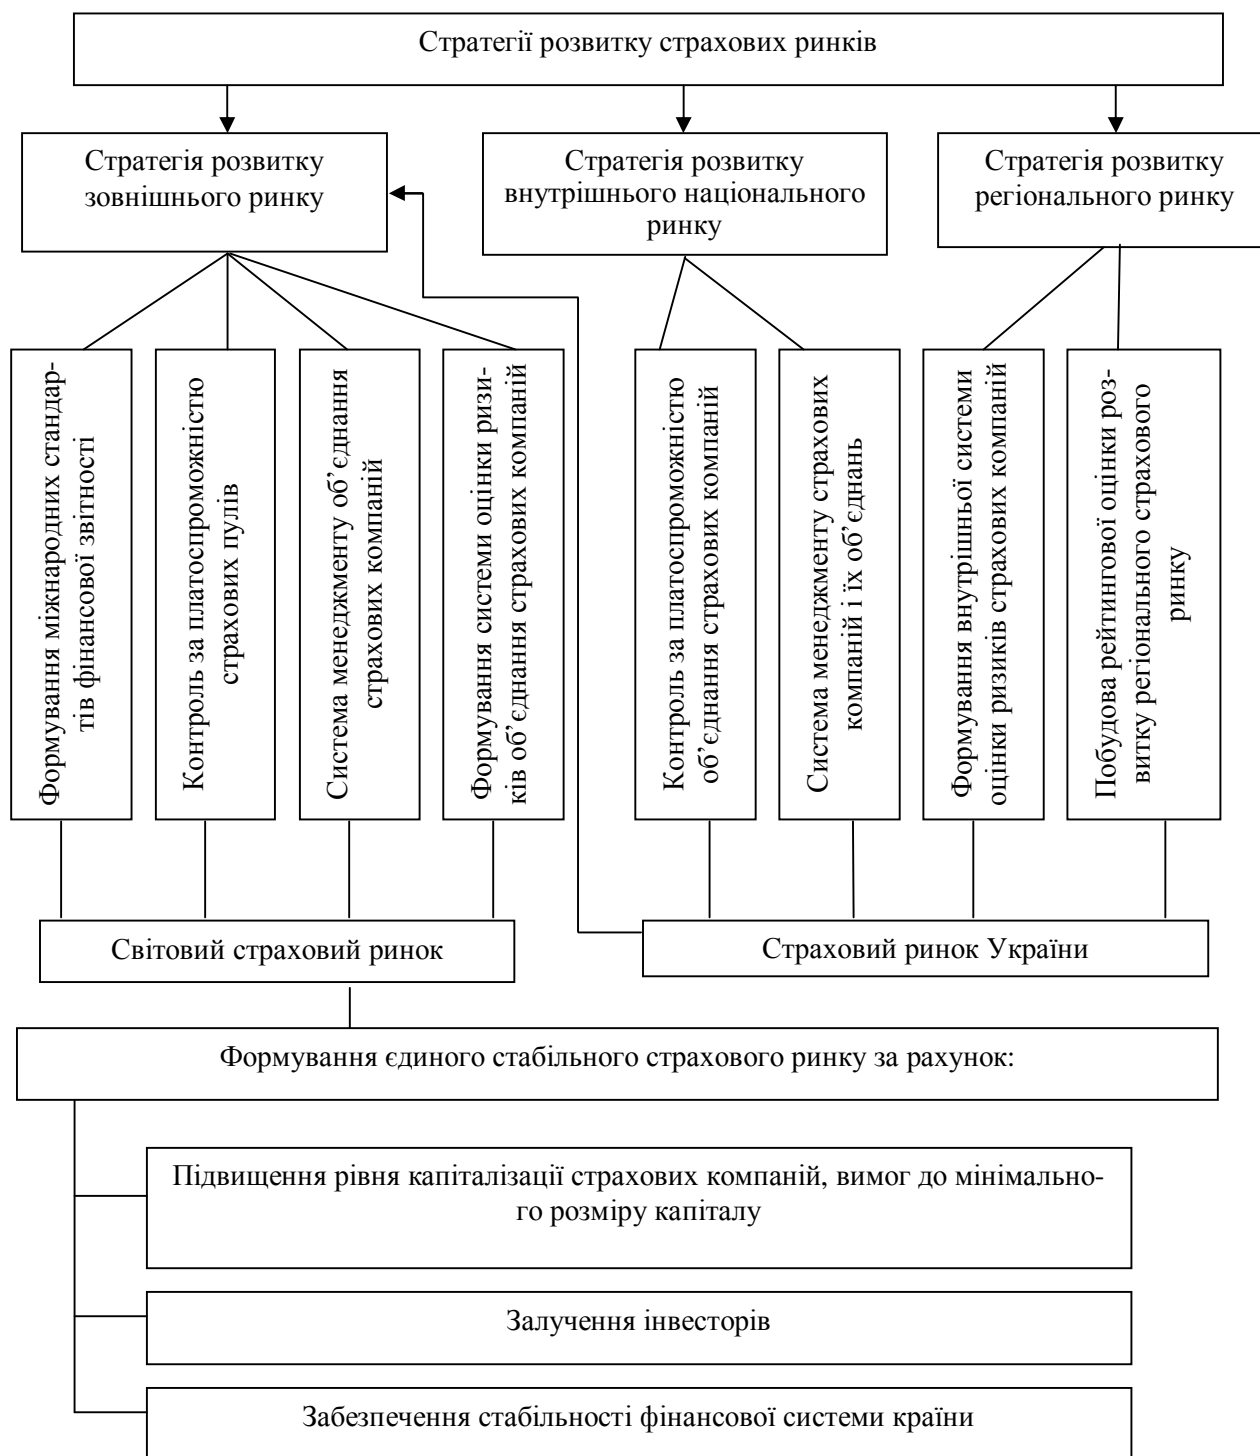 Стратегії розвитку страхових ринків
Стратегія розвитку
зовнішнього ринку
Стратегія розвитку
внутрішнього національного
ринку
Стратегія розвитку
регіонального ринку
Формування міжнародних стандар-
тів фінансової звітності
Контроль за платоспроможністю
страхових пулів
Система менеджменту об’єднання
страхових компаній
Формування системи оцінки ризи-
ків об’єднання страхових компаній
Контроль за платоспроможністю
об’єднання страхових компаній
Система менеджменту страхових
компаній і їх об’єднань
Формування внутрішньої системи
оцінки ризиків страхових компаній
Побудова рейтингової оцінки роз-
витку регіонального страхового
ринку
Світовий страховий ринок
Страховий ринок України
Формування єдиного стабільного страхового ринку за рахунок:
Підвищення рівня капіталізації страхових компаній, вимог до мінімально-
го розміру капіталу
Залучення інвесторів
Забезпечення стабільності фінансової системи країни